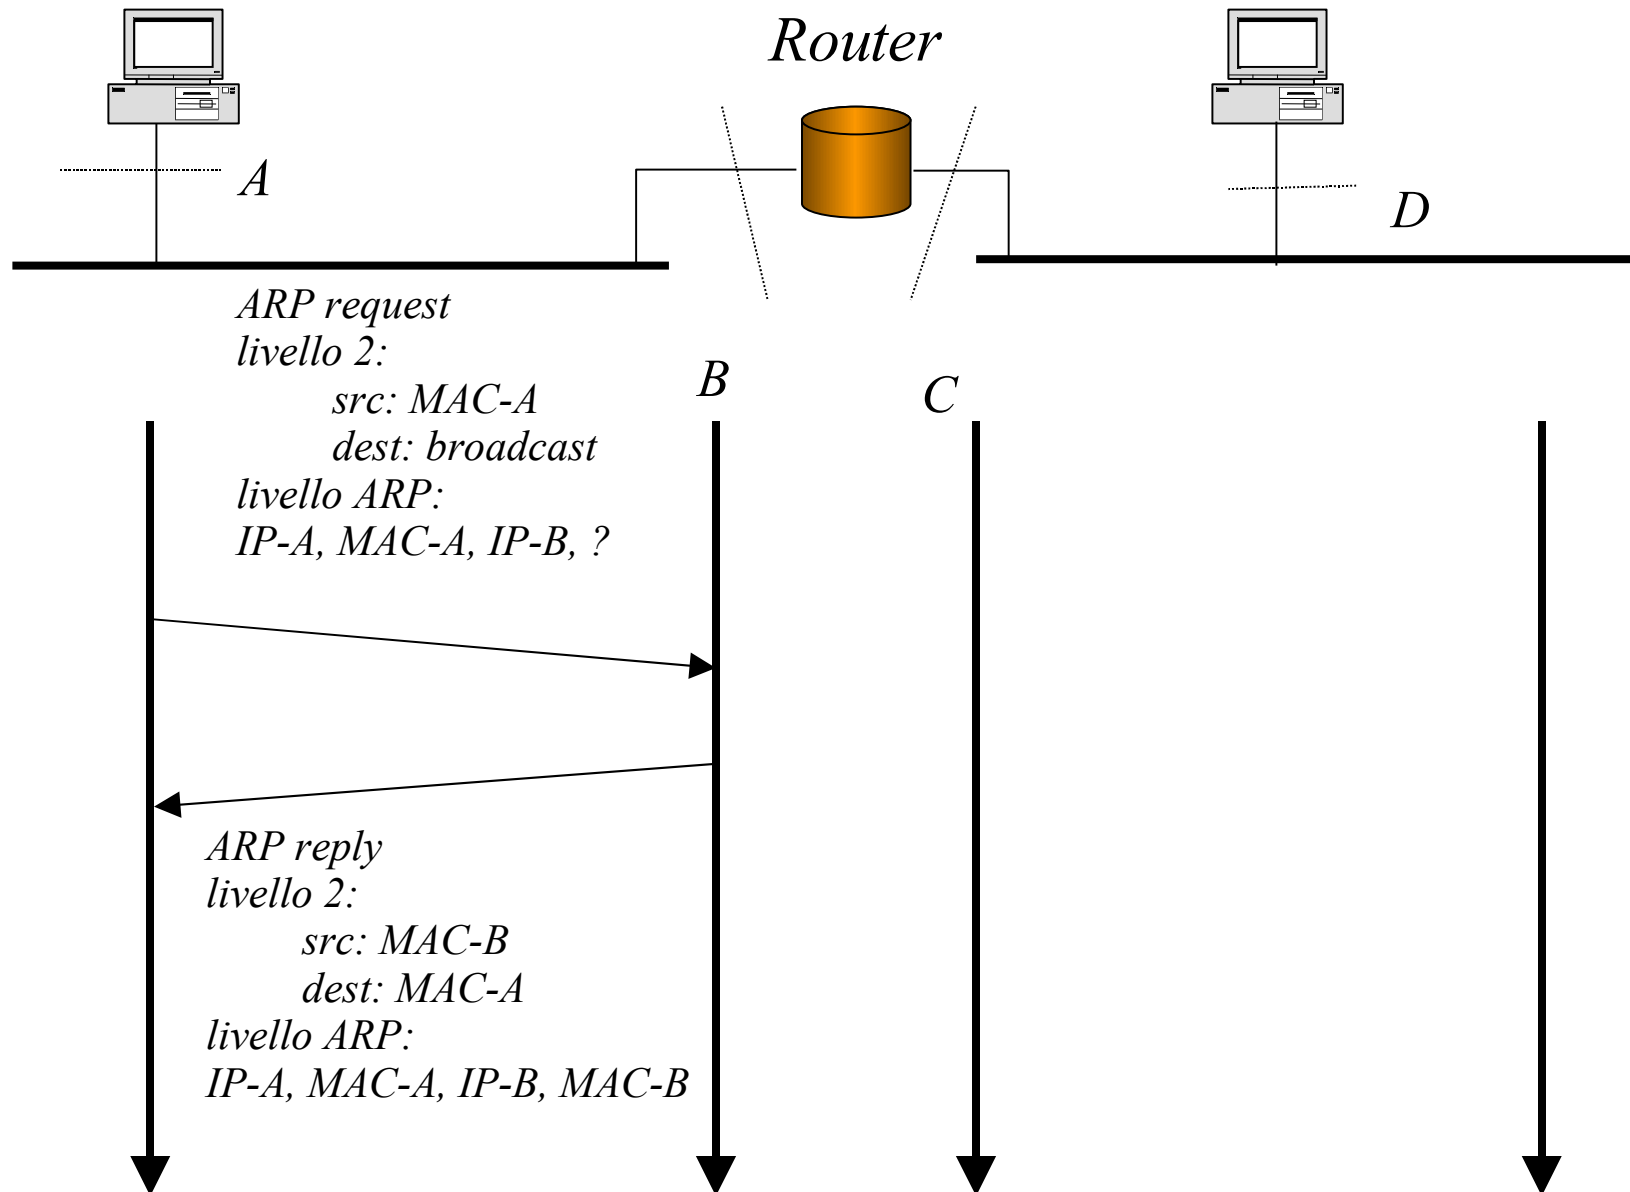 Router
A
D
ARP request
livello 2:
src: MAC-A
dest: broadcast
livello ARP:
IP-A, MAC-A, IP-B, ?
B
C
ARP reply
livello 2:
src: MAC-B
dest: MAC-A
livello ARP:
IP-A, MAC-A, IP-B, MAC-B